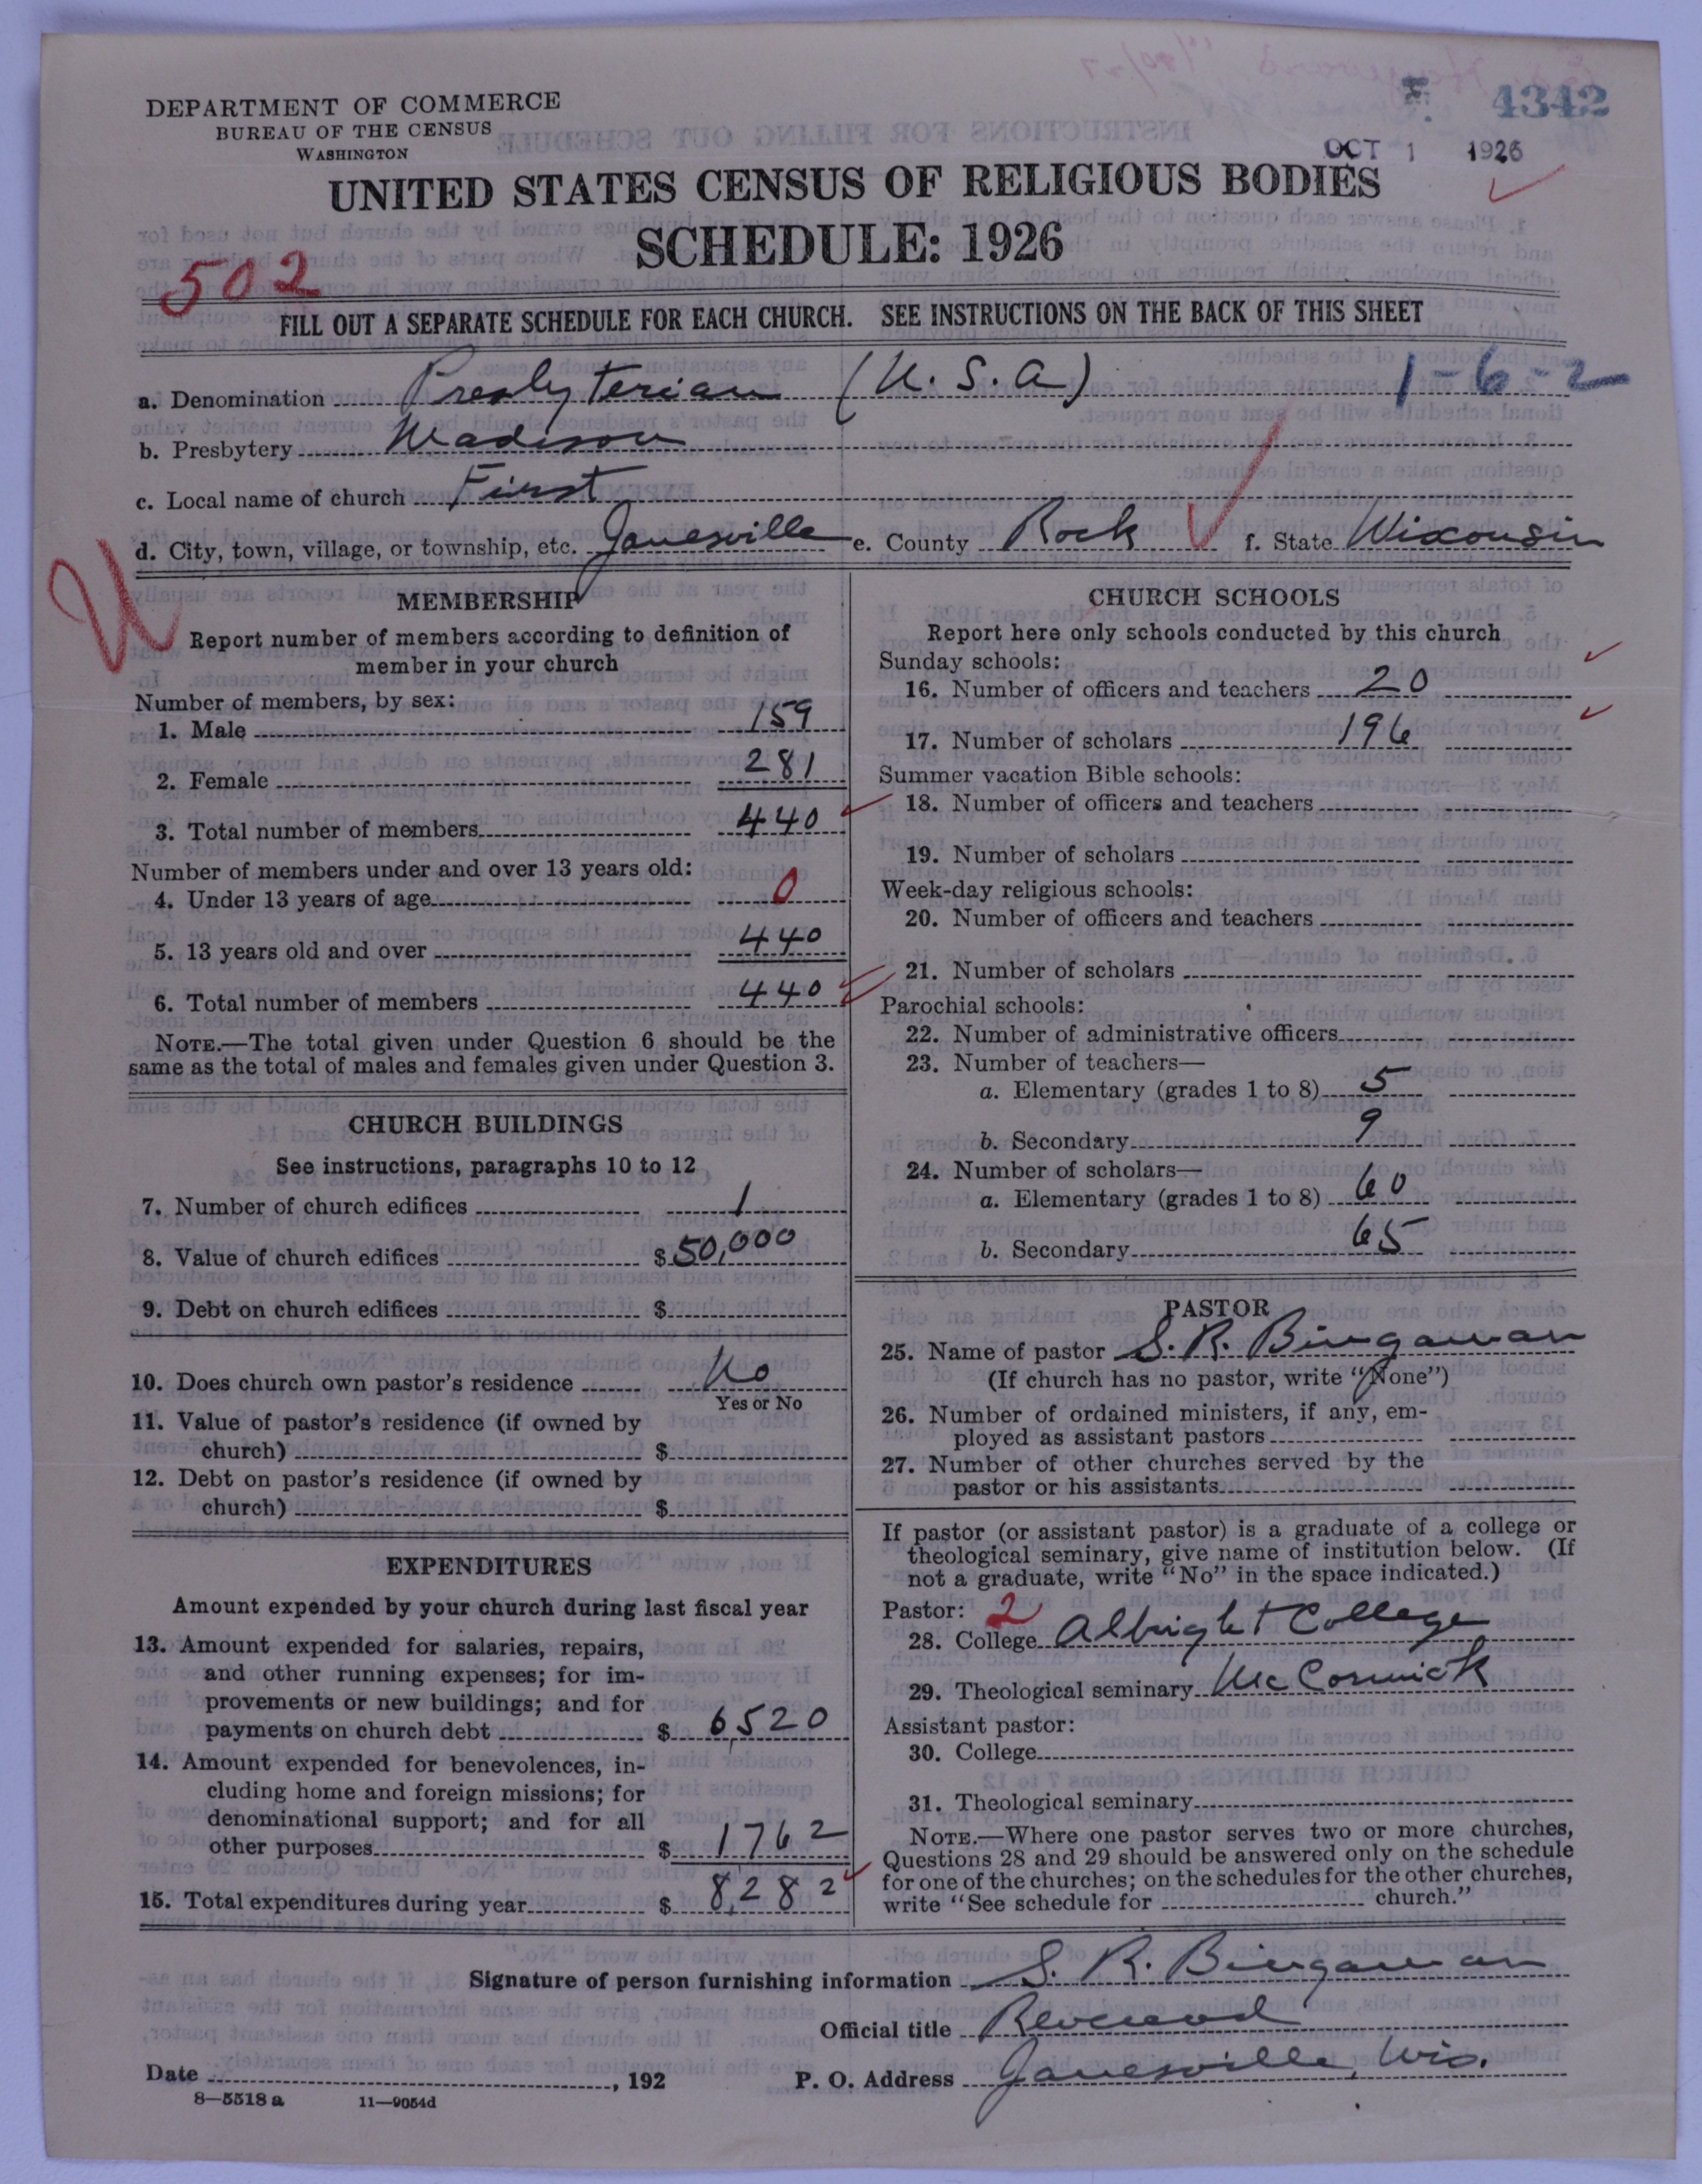 4342
DEPARTMENT OF COMMERCE
BUREAU OF THE CENSUS
WASHINGTON
OCT 1 1926
UNITED STATES CENSUS OF RELIGIOUS BODIES
SCHEDULE: 1926
502
FILL OUT A SEPARATE SCHEDULE FOR EACH CHURCH. SEE INSTRUCTIONS ON THE BACK OF THIS SHEET
a. Denomination Presbyterian (U.S.A) 1-6-2
b. Presbytery Madison
c. Local name of church First
d. City, town, village, or township, etc. Janesville e. County Rock f. State Wisconsin
MEMBERSHIP
Report number of members according to definition of
member in your church
Number of members, by sex:
1. Male 159
2. Female 281
3. Total number of members 440
Number of members under and over 13 years old:
4. Under 13 years of age 0
5. 13 years old and over 440
6. Total number of members 440
NOTE.—The total given under Question 6 should be the
same as the total of males and females given under Question 3.
CHURCH BUILDINGS
See instructions, paragraphs 10 to 12
7. Number of church edifices 1
8. Value of church edifices $ 50,000
9. Debt on church edifices $
10. Does church own pastor's residence No
Yes or No
11. Value of pastor's residence (if owned by
church) $
12. Debt on pastor's residence (if owned by
church) $
EXPENDITURES
Amount expended by your church during last fiscal year
13. Amount expended for salaries, repairs,
and other running expenses; for im-
provements or new buildings; and for
payments on church debt $ 6,520
14. Amount expended for benevolences, in-
cluding home and foreign missions; for
denominational support; and for all
other purposes $ 1762
15. Total expenditures during year $ 8,282
CHURCH SCHOOLS
Report here only schools conducted by this church
Sunday schools:
16. Number of officers and teachers 20
17. Number of scholars 196
Summer vacation Bible schools:
18. Number of officers and teachers
19. Number of scholars
Week-day religious schools:
20. Number of officers and teachers
21. Number of scholars
Parochial schools:
22. Number of administrative officers
23. Number of teachers—
a. Elementary (grades 1 to 8) 5
b. Secondary 9
24. Number of scholars—
a. Elementary (grades 1 to 8) 60
b. Secondary 65
PASTOR
25. Name of pastor S. R. Bingaman
(If church has no pastor, write "None")
26. Number of ordained ministers, if any, em-
ployed as assistant pastors
27. Number of other churches served by the
pastor or his assistants
If pastor (or assistant pastor) is a graduate of a college or
theological seminary, give name of institution below. (If
not a graduate, write "No" in the space indicated.)
Pastor: 2
28. College Albright College
29. Theological seminary McCormick
Assistant pastor:
30. College
31. Theological seminary
NOTE.—Where one pastor serves two or more churches,
Questions 28 and 29 should be answered only on the schedule
for one of the churches; on the schedules for the other churches,
write "See schedule for church."
Signature of person furnishing information S. R. Bingaman
Official title Reverend
Date , 192 P. O. Address Janesville, Wis.
8—5518 a 11—9054d